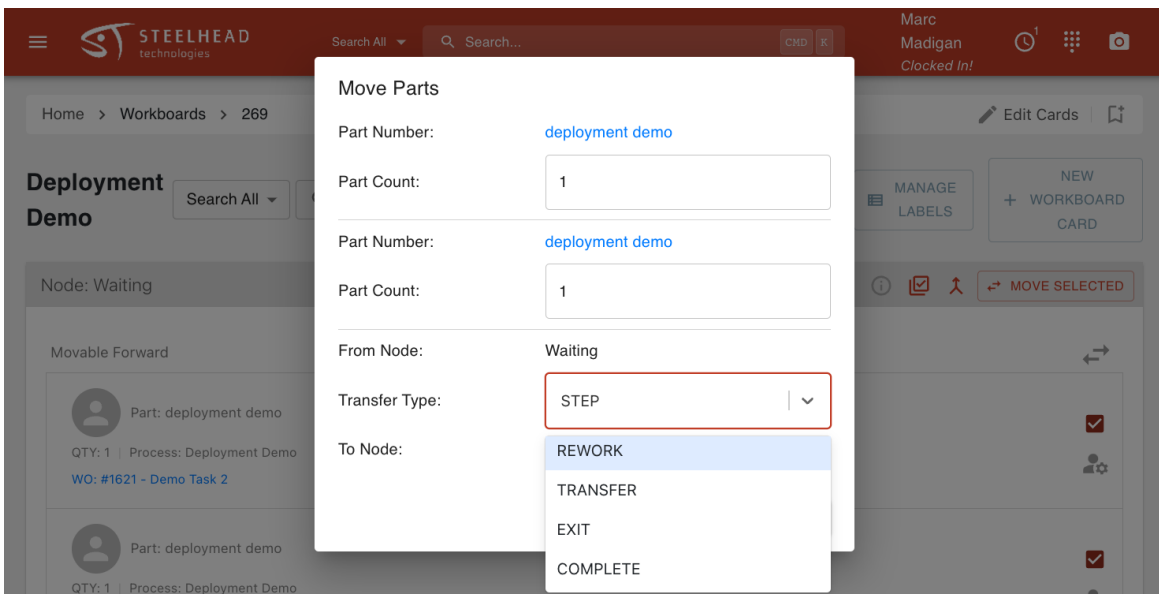 STEELHEAD
technologies
Search All
Search...
CMD K
Marc
Madigan
Clocked In!
1
Home > Workboards > 269
Edit Cards
Deployment
Demo
Search All
MANAGE
LABELS
NEW
+ WORKBOARD
CARD
Node: Waiting
MOVE SELECTED
Movable Forward
Part: deployment demo
QTY: 1 | Process: Deployment Demo
WO: #1621 - Demo Task 2
Part: deployment demo
QTY: 1 | Process: Deployment Demo
Move Parts
Part Number: deployment demo
Part Count: 1
Part Number: deployment demo
Part Count: 1
From Node: Waiting
Transfer Type: STEP
To Node:
REWORK
TRANSFER
EXIT
COMPLETE